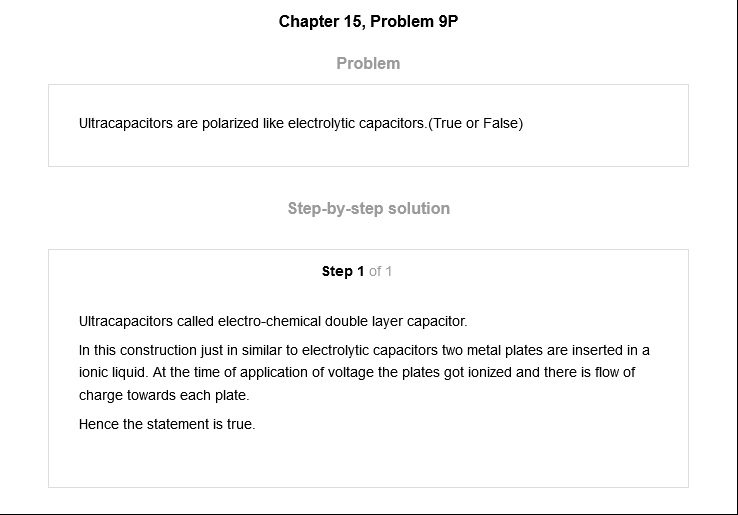 Chapter 15, Problem 9P
Problem
Ultracapacitors are polarized like electrolytic capacitors.(True or False)
Step-by-step solution
Step 1 of 1
Ultracapacitors called electro-chemical double layer capacitor.
In this construction just in similar to electrolytic capacitors two metal plates are inserted in a
ionic liquid. At the time of application of voltage the plates got ionized and there is flow of
charge towards each plate.
Hence the statement is true.